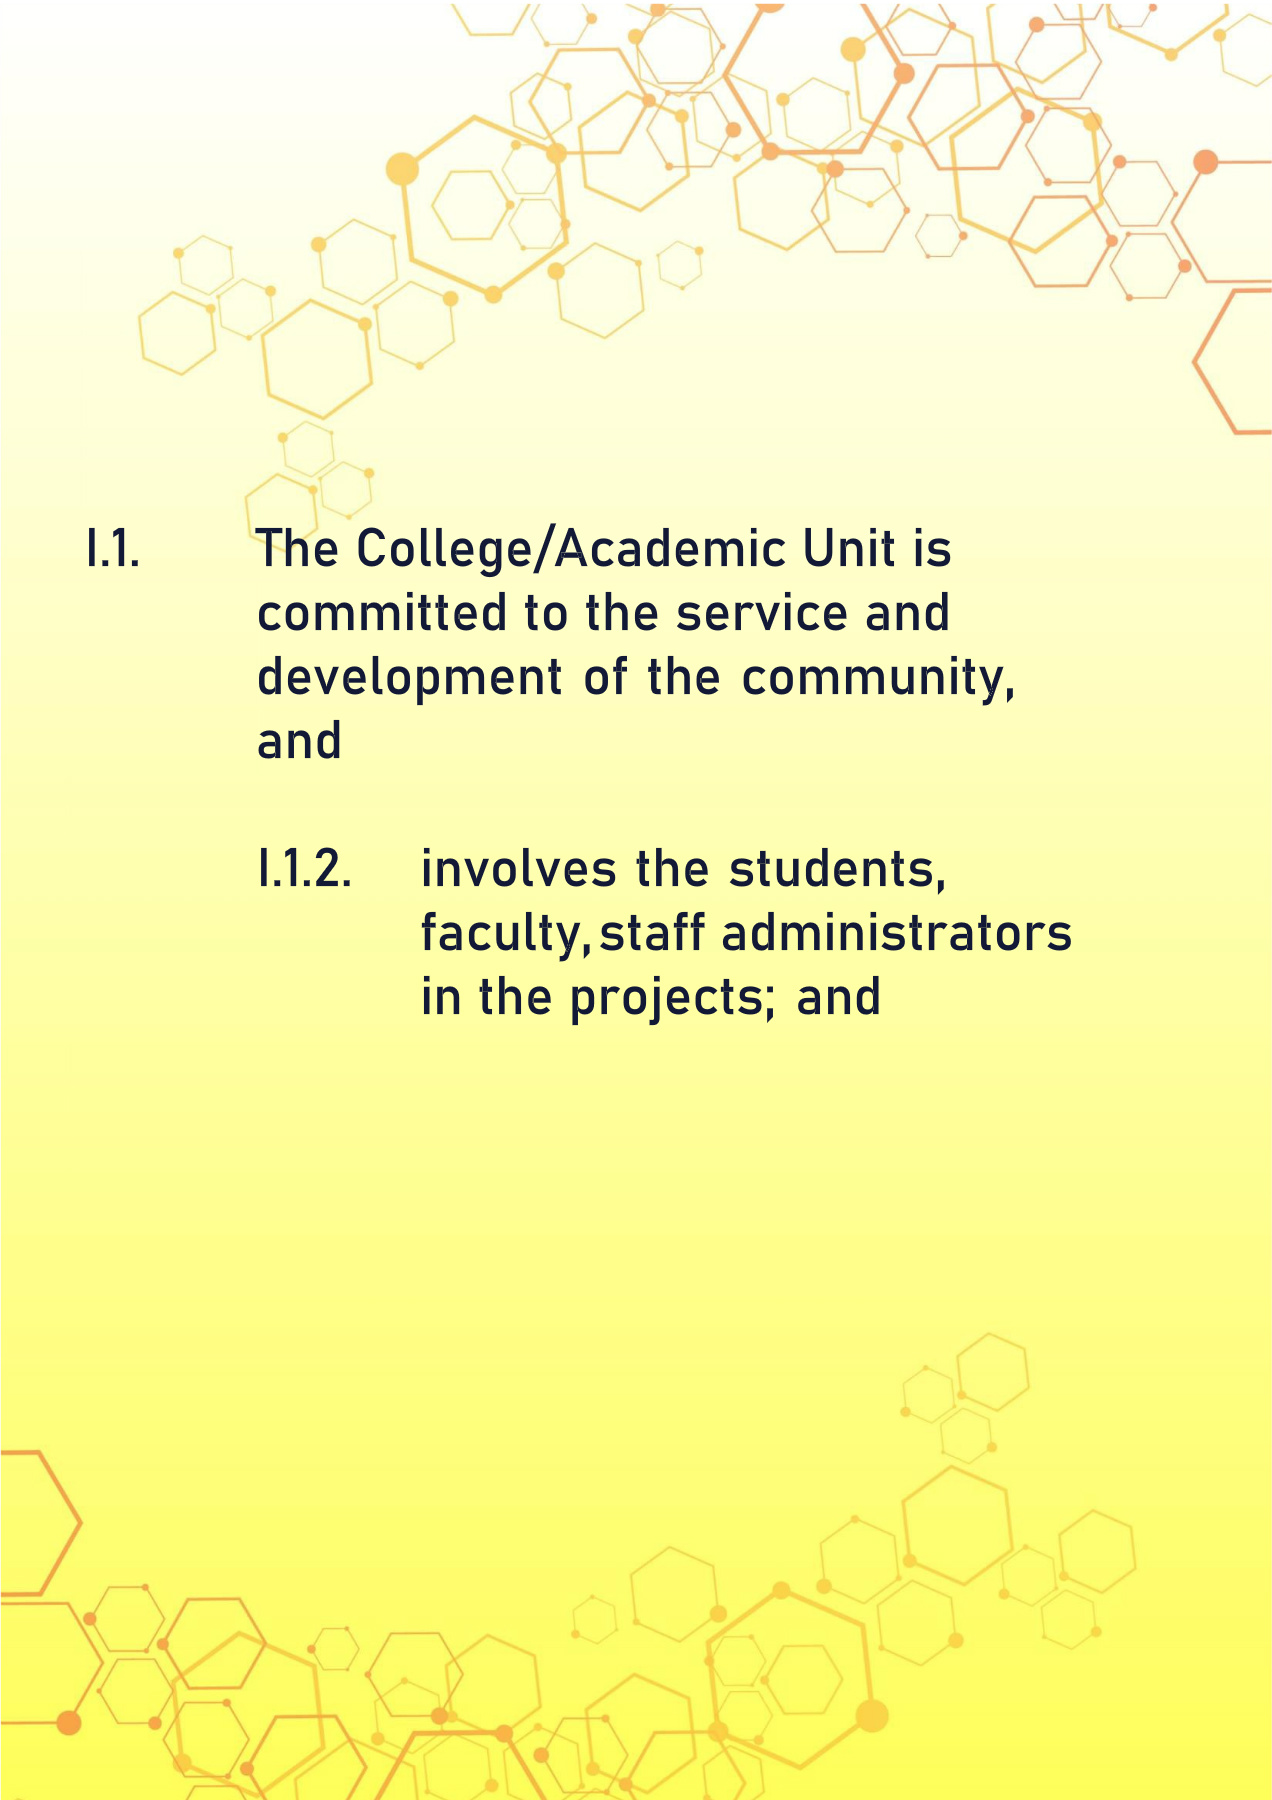 I.1. The College/Academic Unit is
committed to the service and
development of the community,
and
I.1.2. involves the students,
faculty, staff administrators
in the projects; and